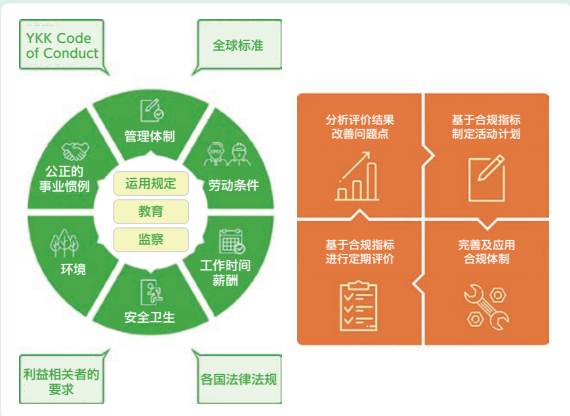 YKK Code
of Conduct
全球标准
管理体制
公正的
事业惯例
劳动条件
运用规定
教育
监察
环境
工作时间
薪酬
安全卫生
利益相关者的
要求
各国法律法规
分析评价结果
改善问题点
基于合规指标
制定活动计划
基于合规指标
进行定期评价
完善及应用
合规体制